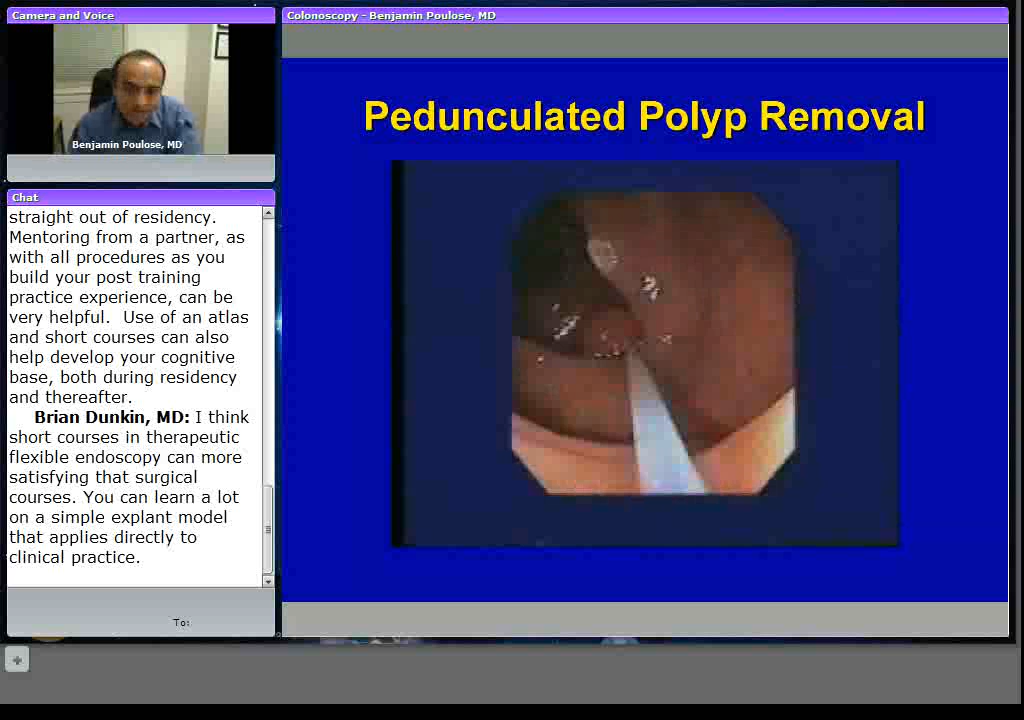 Camera and Voice
Benjamin Poulose, MD
Chat
straight out of residency.
Mentoring from a partner, as
with all procedures as you
build your post training
practice experience, can be
very helpful. Use of an atlas
and short courses can also
help develop your cognitive
base, both during residency
and thereafter.
Brian Dunkin, MD: I think
short courses in therapeutic
flexible endoscopy can more
satisfying that surgical
courses. You can learn a lot
on a simple explant model
that applies directly to
clinical practice.
To:
Colonoscopy - Benjamin Poulose, MD
Pedunculated Polyp Removal